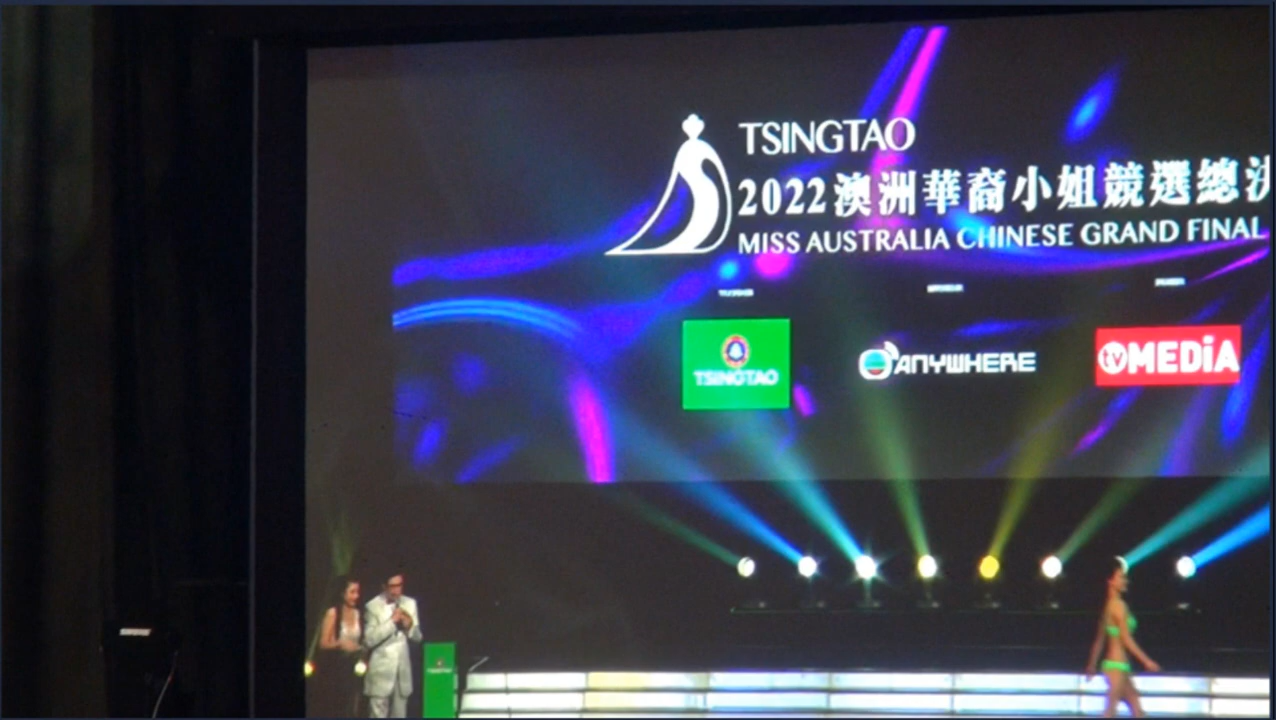 TSINGTAO
2022澳洲華裔小姐競選總決
MISS AUSTRALIA CHINESE GRAND FINAL
TSINGTAO
ANYWHERE
tvMEDiA